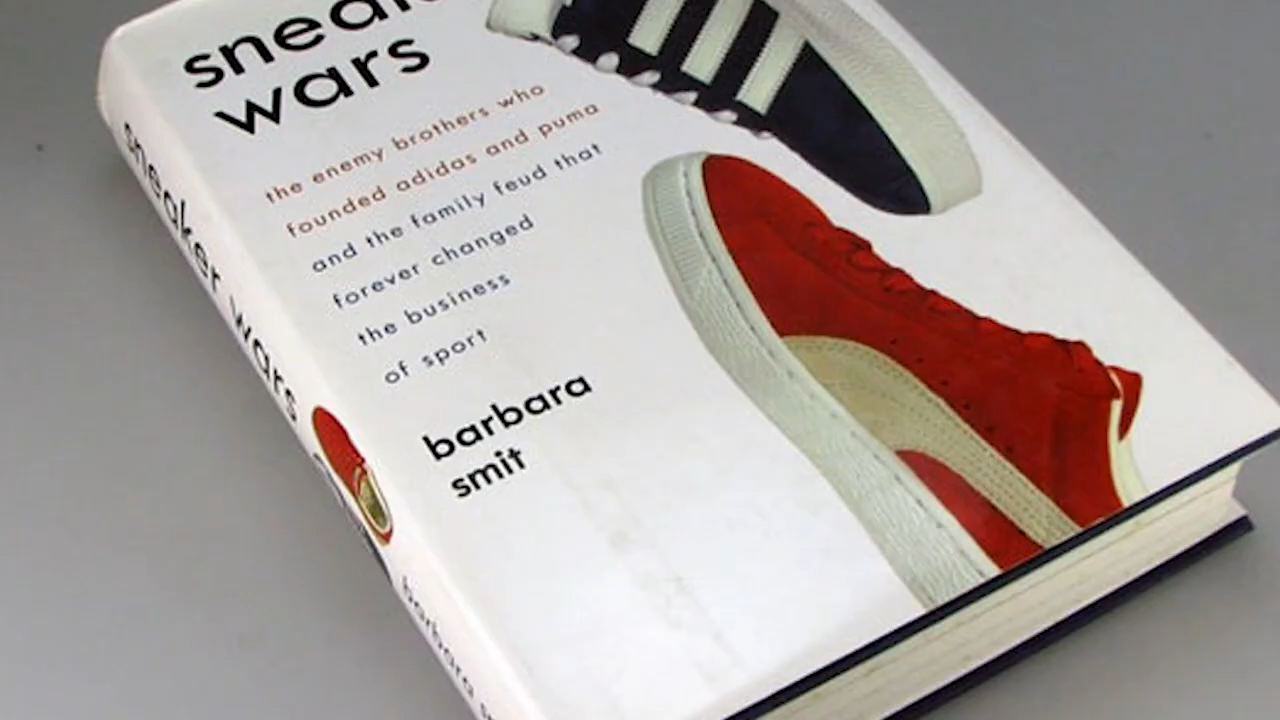 sneak
wars
the enemy brothers who
founded adidas and puma
and the family feud that
forever changed
the business
of sport
barbara
smit
sneaker wars
barbara s